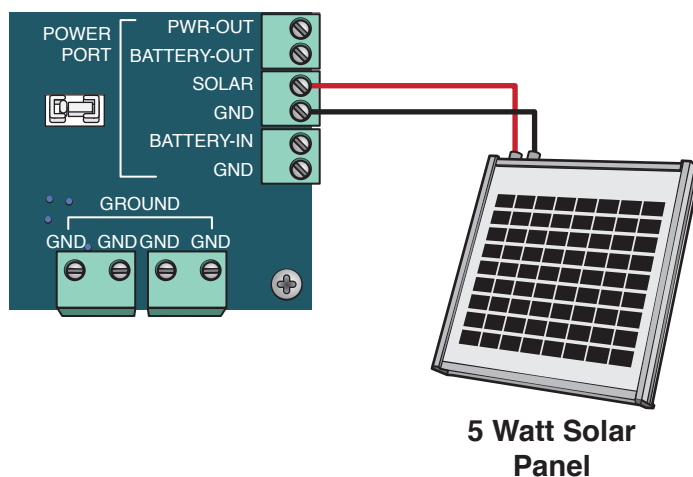 POWER
PORT
PWR-OUT
BATTERY-OUT
SOLAR
GND
BATTERY-IN
GND
GROUND
GND GND GND GND
5 Watt Solar
Panel